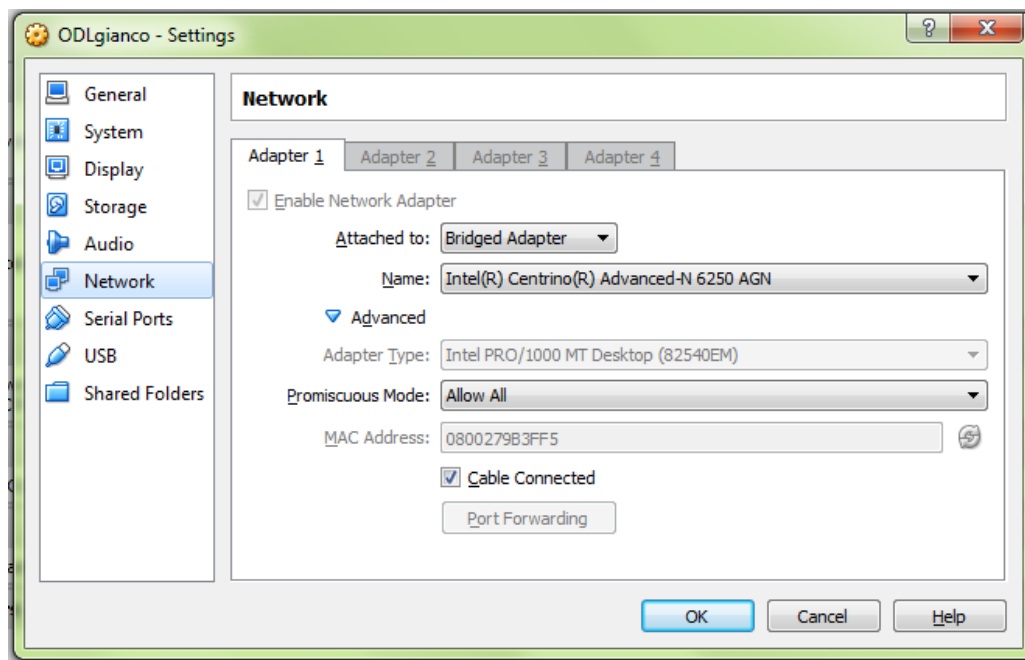 ODLgianco - Settings
General
System
Display
Storage
Audio
Network
Serial Ports
USB
Shared Folders
Network
Adapter 1 Adapter 2 Adapter 3 Adapter 4
Enable Network Adapter
Attached to: Bridged Adapter
Name: Intel(R) Centrino(R) Advanced-N 6250 AGN
Advanced
Adapter Type: Intel PRO/1000 MT Desktop (82540EM)
Promiscuous Mode: Allow All
MAC Address: 0800279B3FF5
Cable Connected
Port Forwarding
OK Cancel Help